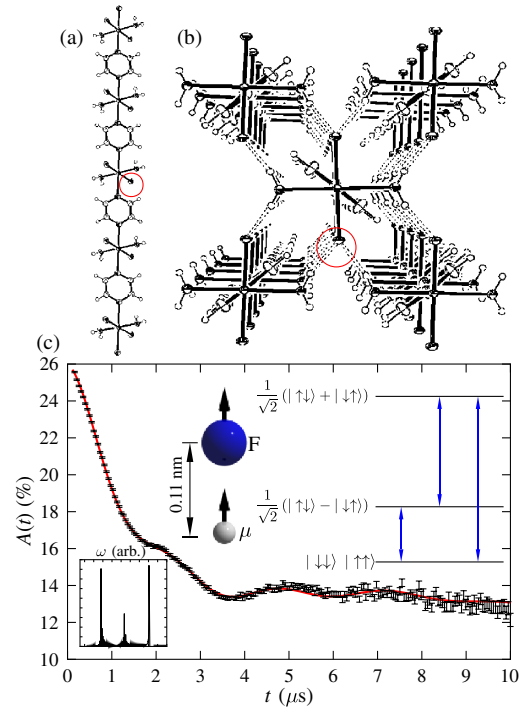 (a)
(b)
(c)
26
24
22
20
18
16
14
12
10
A(t) (%)
0
1
2
3
4
5
6
7
8
9
10
t (μs)
ω (arb.)
F
0.11 nm
μ
1/√2 (| ↑↓⟩ + | ↓↑⟩)
1/√2 (| ↑↓⟩ − | ↓↑⟩)
| ↓↓⟩ | ↑↑⟩